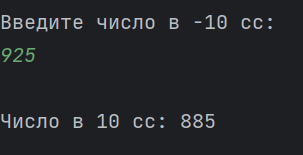 Введите число в -10 сс:
925
Число в 10 сс: 885